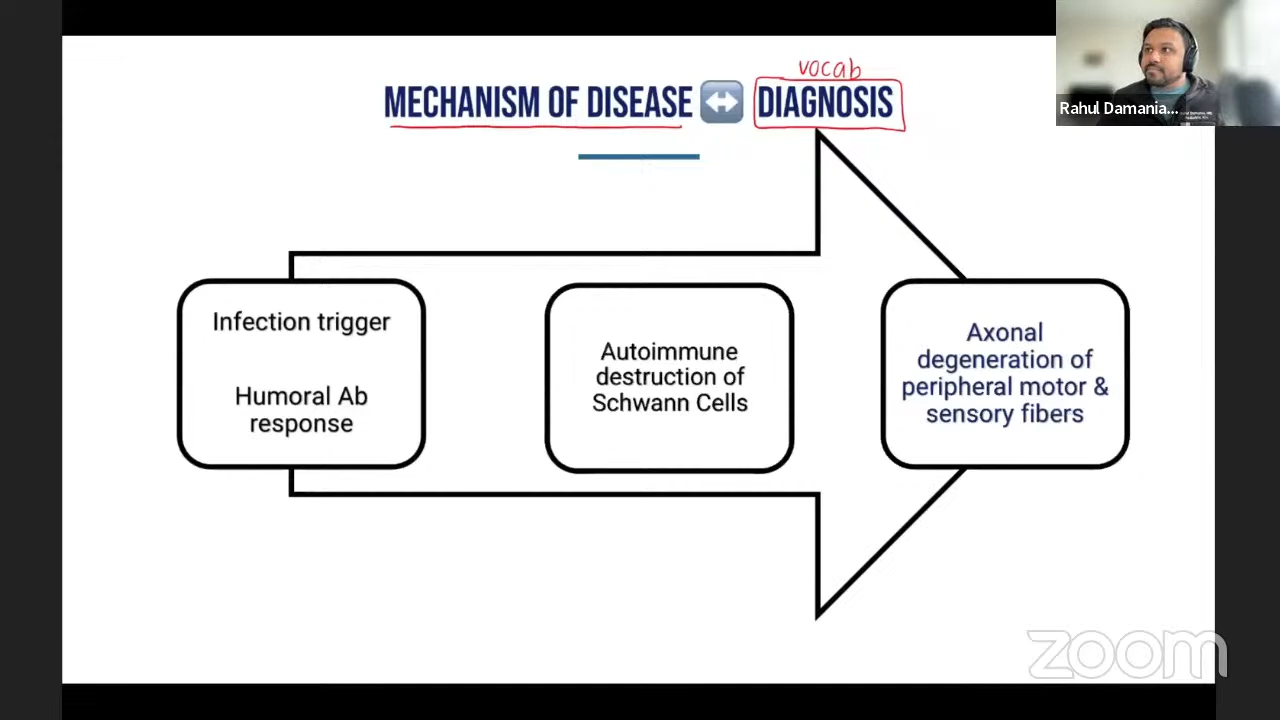 vocab
MECHANISM OF DISEASE ↔ DIAGNOSIS
Infection trigger
Humoral Ab
response
Autoimmune
destruction of
Schwann Cells
Axonal
degeneration of
peripheral motor &
sensory fibers
Rahul Damania...
zoom